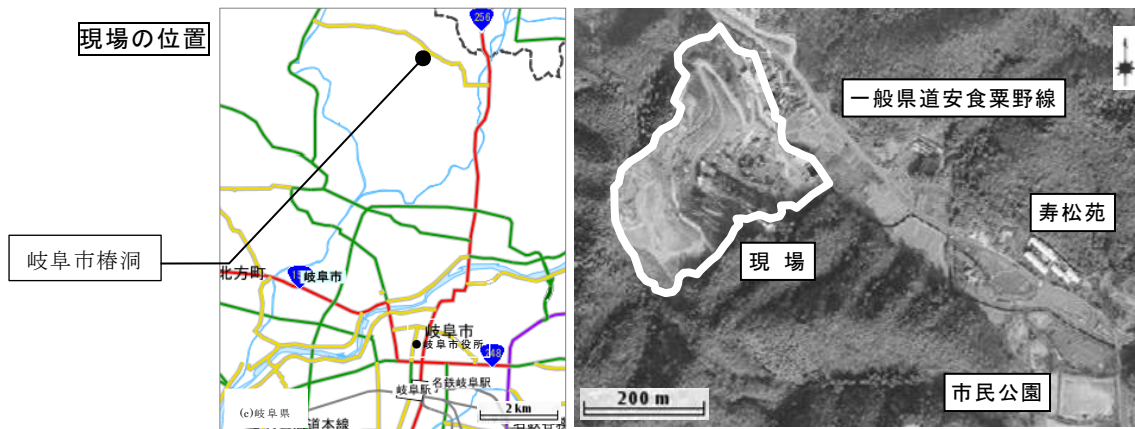 現場の位置
256
岐阜市椿洞
北方町
岐阜市
岐阜市
岐阜市役所
248
名鉄岐阜駅
岐阜駅
(c)岐阜県
道本線
2 km
一般県道安食粟野線
寿松苑
現 場
市民公園
200 m